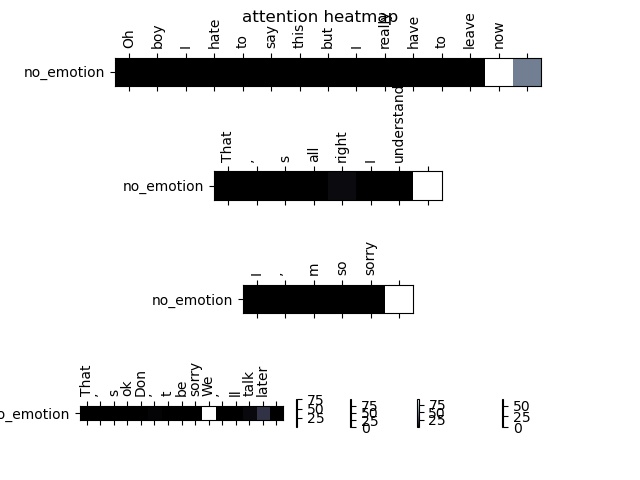 attention heatmap
Oh boy I hate to say this but I really have to leave now
no_emotion
That , s all right I understand
no_emotion
I , m so sorry
no_emotion
That , s ok Don , t be sorry We , ll talk later
o_emotion
75 50 25
75 50 25 0
75 50 25
50 25 0